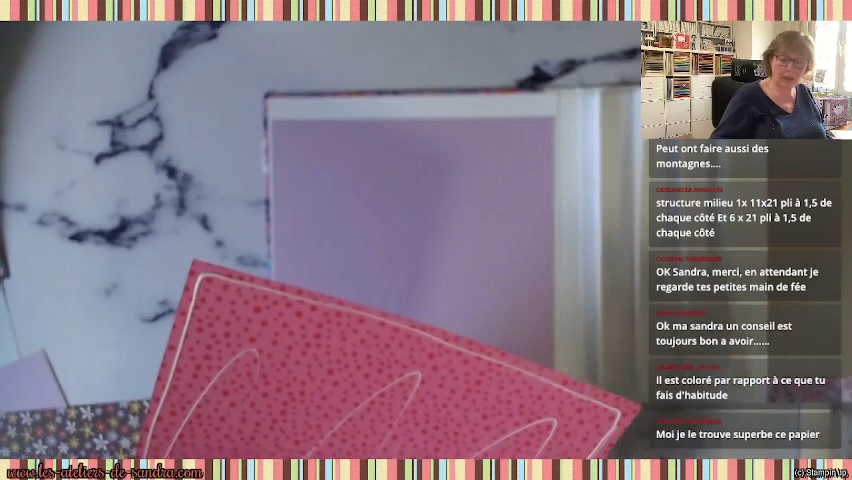 Peut ont faire aussi des
montagnes....
structure milieu 1x 11x21 pli à 1,5 de
chaque côté Et 6 x 21 pli à 1,5 de
chaque côté
OK Sandra, merci, en attendant je
regarde tes petites main de fée
Ok ma sandra un conseil est
toujours bon a avoir......
Il est coloré par rapport à ce que tu
fais d'habitude
Moi je le trouve superbe ce papier
www.les-ateliers-de-sandra.com
(c) Stampin'up